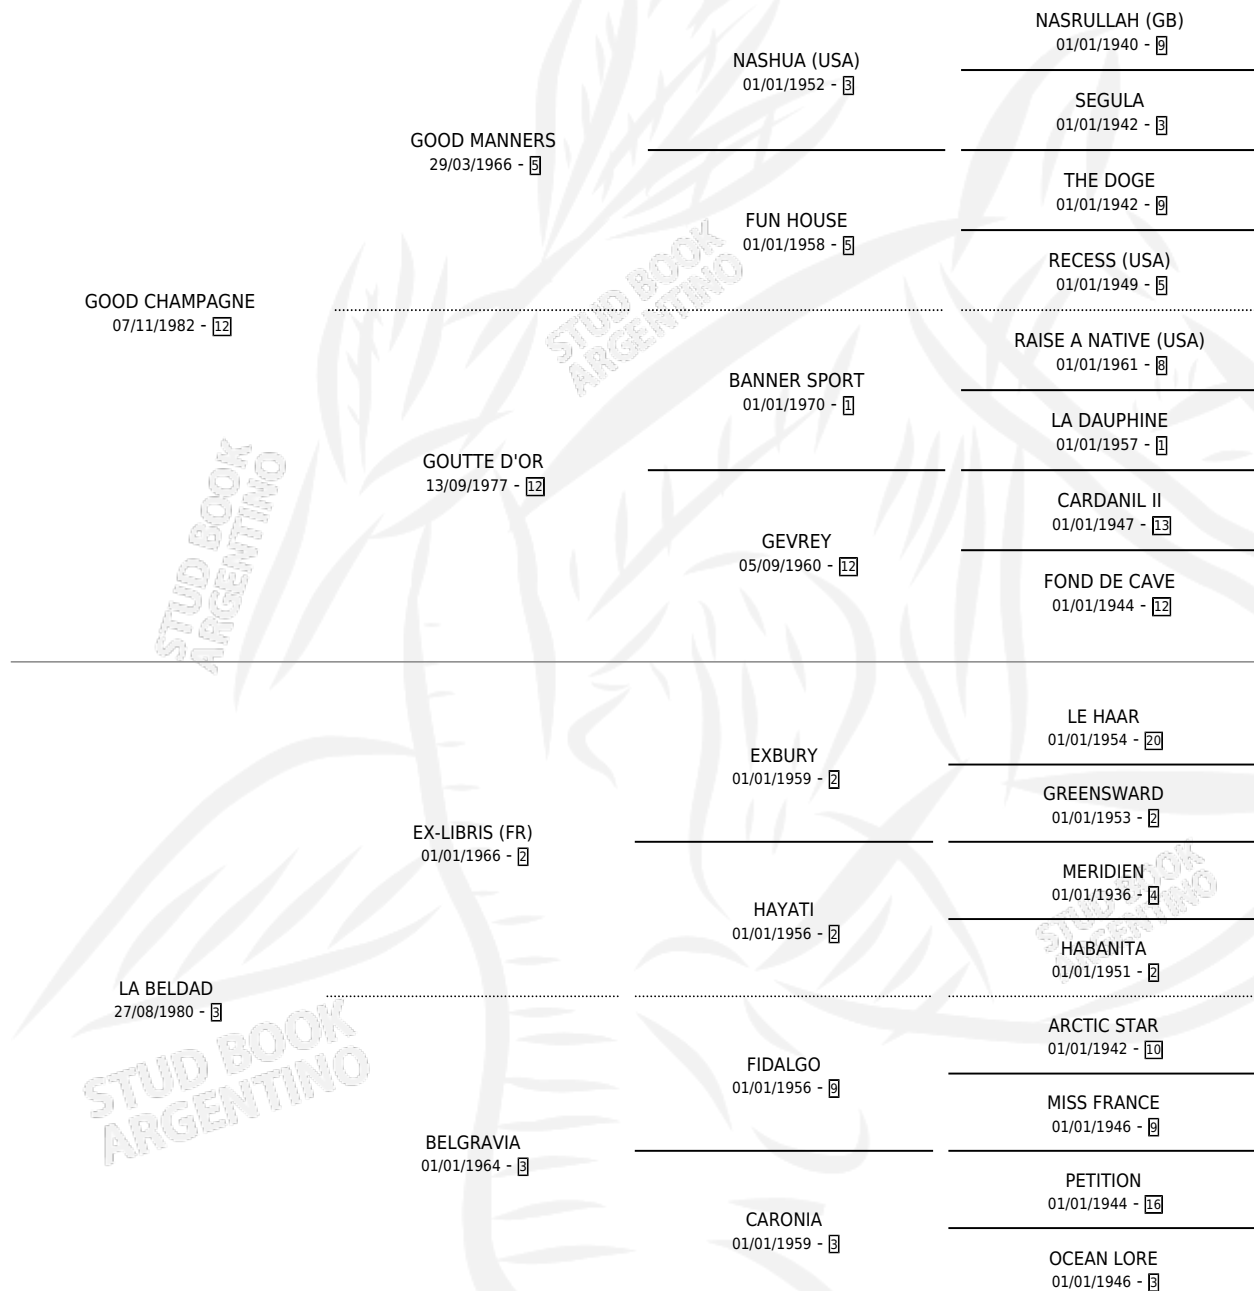 NASRULLAH (GB)
01/01/1940 - 9
NASHUA (USA)
01/01/1952 - 3
SEGULA
01/01/1942 - 3
GOOD MANNERS
29/03/1966 - 5
THE DOGE
01/01/1942 - 9
FUN HOUSE
01/01/1958 - 5
RECESS (USA)
01/01/1949 - 5
GOOD CHAMPAGNE
07/11/1982 - 12
RAISE A NATIVE (USA)
01/01/1961 - 8
BANNER SPORT
01/01/1970 - 1
LA DAUPHINE
01/01/1957 - 1
GOUTTE D'OR
13/09/1977 - 12
CARDANIL II
01/01/1947 - 13
GEVREY
05/09/1960 - 12
FOND DE CAVE
01/01/1944 - 12
LE HAAR
01/01/1954 - 20
EXBURY
01/01/1959 - 2
GREENSWARD
01/01/1953 - 2
EX-LIBRIS (FR)
01/01/1966 - 2
MERIDIEN
01/01/1936 - 4
HAYATI
01/01/1956 - 2
HABANITA
01/01/1951 - 2
LA BELDAD
27/08/1980 - 3
ARCTIC STAR
01/01/1942 - 10
FIDALGO
01/01/1956 - 9
MISS FRANCE
01/01/1946 - 9
BELGRAVIA
01/01/1964 - 3
PETITION
01/01/1944 - 16
CARONIA
01/01/1959 - 3
OCEAN LORE
01/01/1946 - 3
STUD BOOK
ARGENTINO
STUD BOOK
ARGENTINO
STUD BOOK
ARGENTINO
STUD BOOK
ARGENTINO